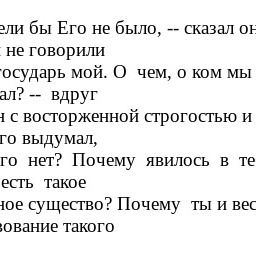 ели бы Его не было, -- сказал он
не говорили
государь мой. О чем, о ком мы
ал? -- вдруг
н с восторженной строгостью и
го выдумал,
го нет? Почему явилось в те
есть такое
ное существо? Почему ты и вес
вование такого